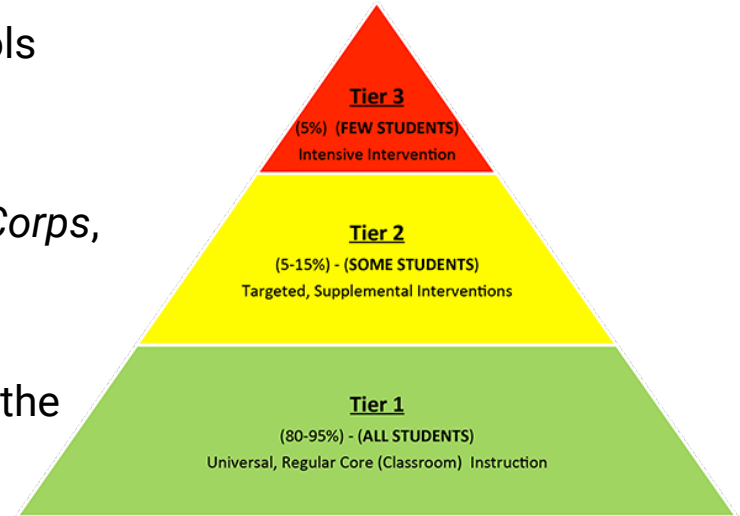 ols
Tier 3
(5%) (FEW STUDENTS)
Intensive Intervention
Corps,
Tier 2
(5-15%) - (SOME STUDENTS)
Targeted, Supplemental Interventions
the
Tier 1
(80-95%) - (ALL STUDENTS)
Universal, Regular Core (Classroom) Instruction